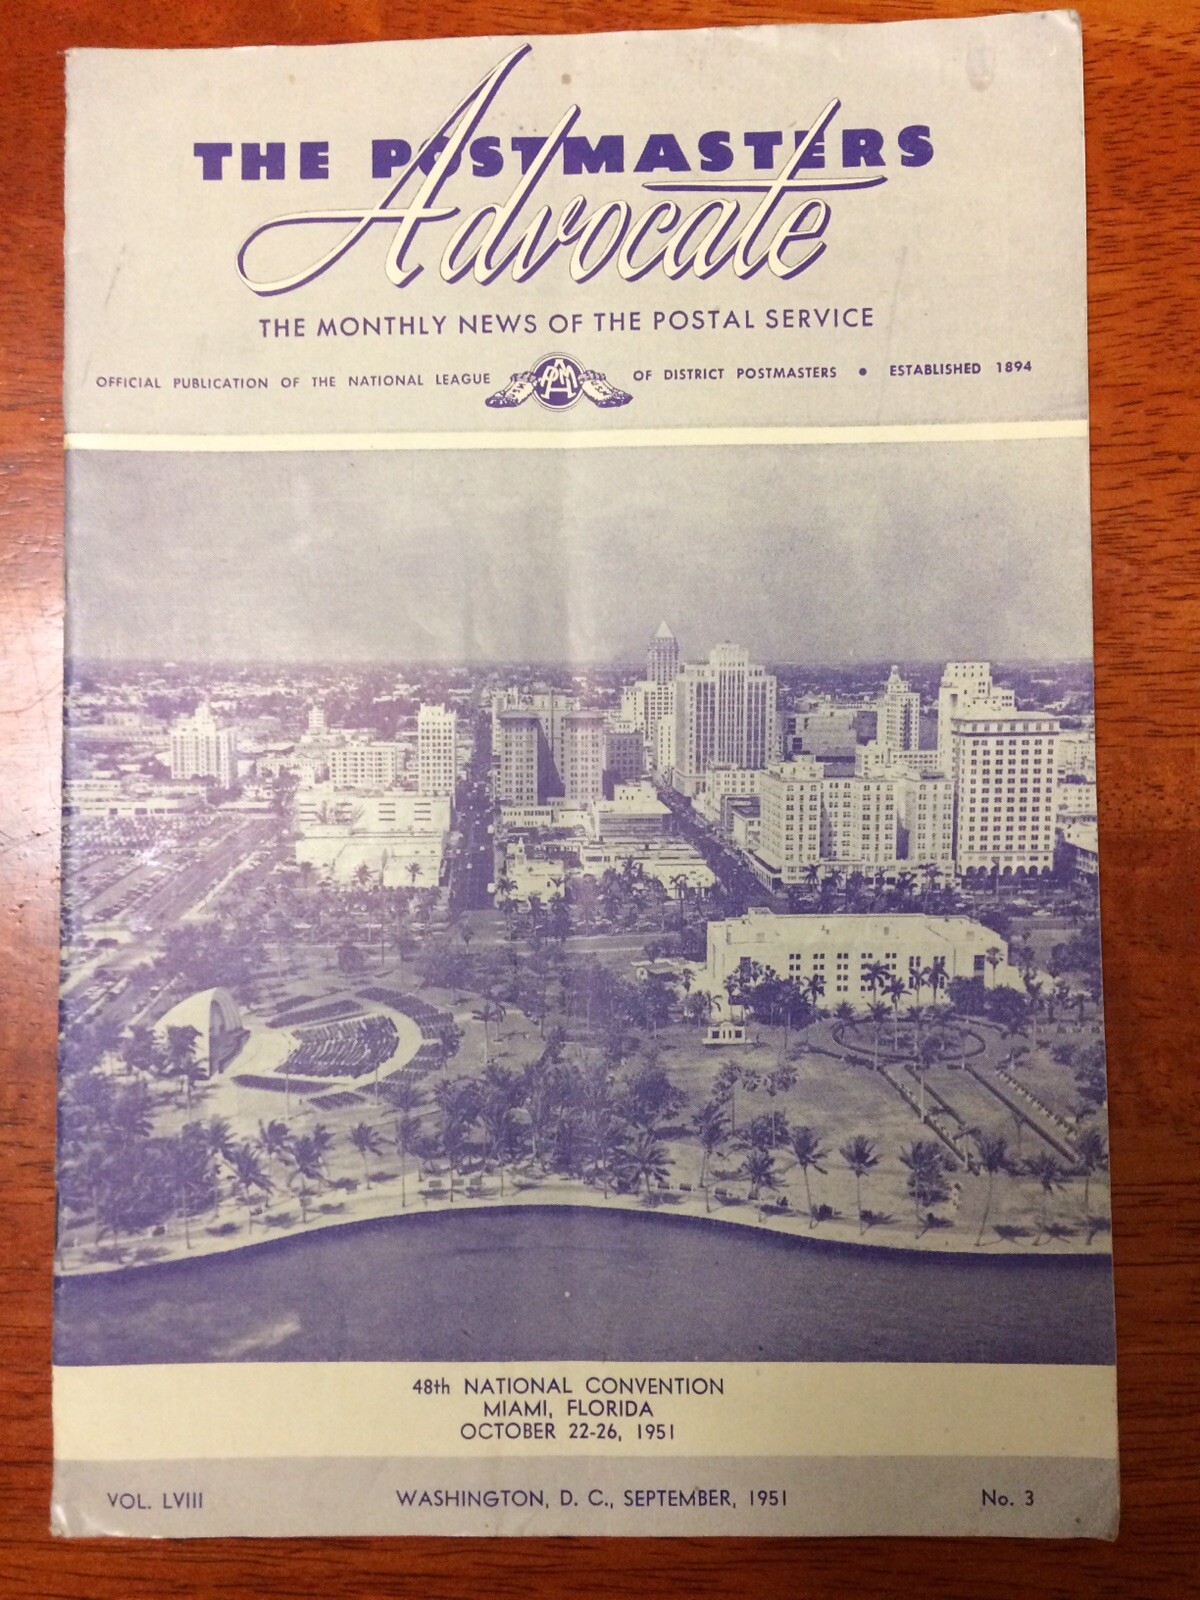 THE POSTMASTERS
Advocate
THE MONTHLY NEWS OF THE POSTAL SERVICE
OFFICIAL PUBLICATION OF THE NATIONAL LEAGUE OF DISTRICT POSTMASTERS • ESTABLISHED 1894
48th NATIONAL CONVENTION
MIAMI, FLORIDA
OCTOBER 22-26, 1951
VOL. LVIII WASHINGTON, D. C., SEPTEMBER, 1951 No. 3